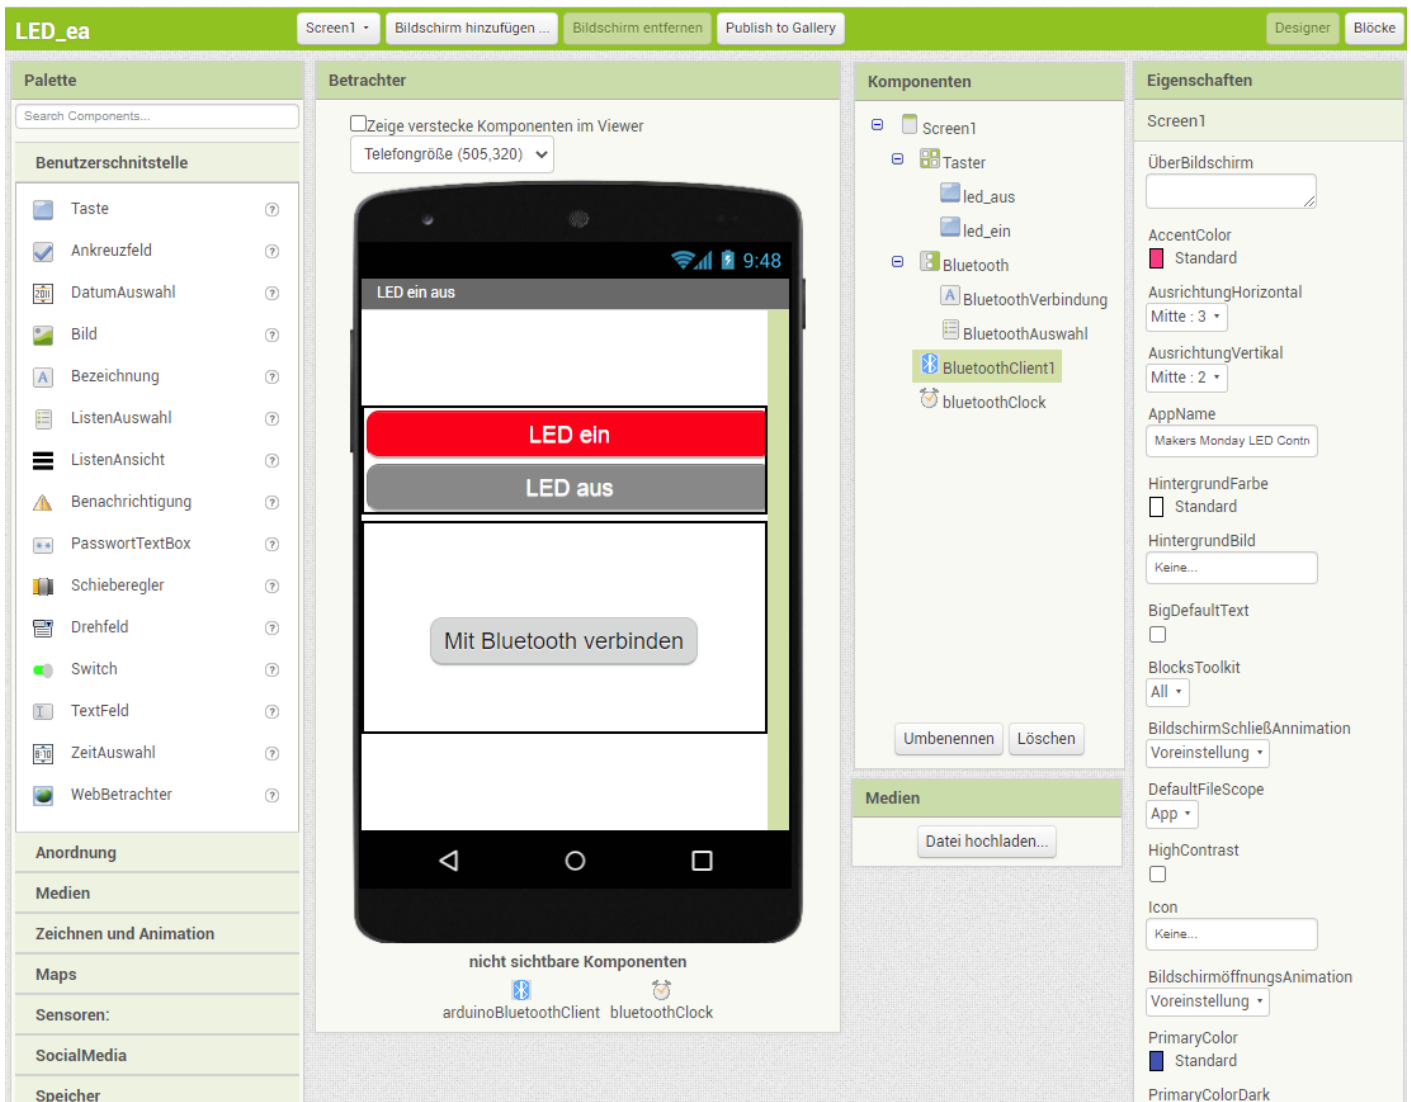 LED_ea
Screen1
Bildschirm hinzufügen ...
Bildschirm entfernen
Publish to Gallery
Designer
Blöcke
Palette
Search Components...
Benutzerschnitstelle
Taste
Ankreuzfeld
DatumAuswahl
Bild
Bezeichnung
ListenAuswahl
ListenAnsicht
Benachrichtigung
PasswortTextBox
Schieberegler
Drehfeld
Switch
TextFeld
ZeitAuswahl
WebBetrachter
Anordnung
Medien
Zeichnen und Animation
Maps
Sensoren:
SocialMedia
Speicher
Betrachter
Zeige verstecke Komponenten im Viewer
Telefongröße (505,320)
9:48
LED ein aus
LED ein
LED aus
Mit Bluetooth verbinden
nicht sichtbare Komponenten
arduinoBluetoothClient bluetoothClock
Komponenten
Screen1
Taster
led_aus
led_ein
Bluetooth
BluetoothVerbindung
BluetoothAuswahl
BluetoothClient1
bluetoothClock
Umbenennen
Löschen
Medien
Datei hochladen...
Eigenschaften
Screen1
ÜberBildschirm
AccentColor
Standard
AusrichtungHorizontal
Mitte : 3
AusrichtungVertikal
Mitte : 2
AppName
Makers Monday LED Contr
HintergrundFarbe
Standard
HintergrundBild
Keine...
BigDefaultText
BlocksToolkit
All
BildschirmSchließAnnimation
Voreinstellung
DefaultFileScope
App
HighContrast
Icon
Keine...
BildschirmöffnungsAnimation
Voreinstellung
PrimaryColor
Standard
PrimaryColorDark